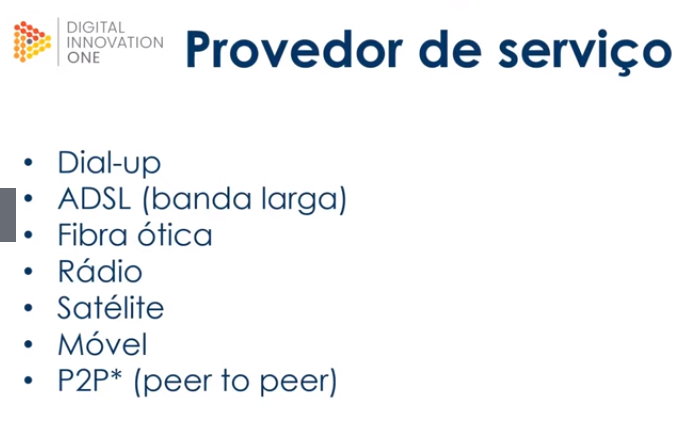 DIGITAL
INNOVATION
ONE
Provedor de serviço
• Dial-up
• ADSL (banda larga)
• Fibra ótica
• Rádio
• Satélite
• Móvel
• P2P* (peer to peer)